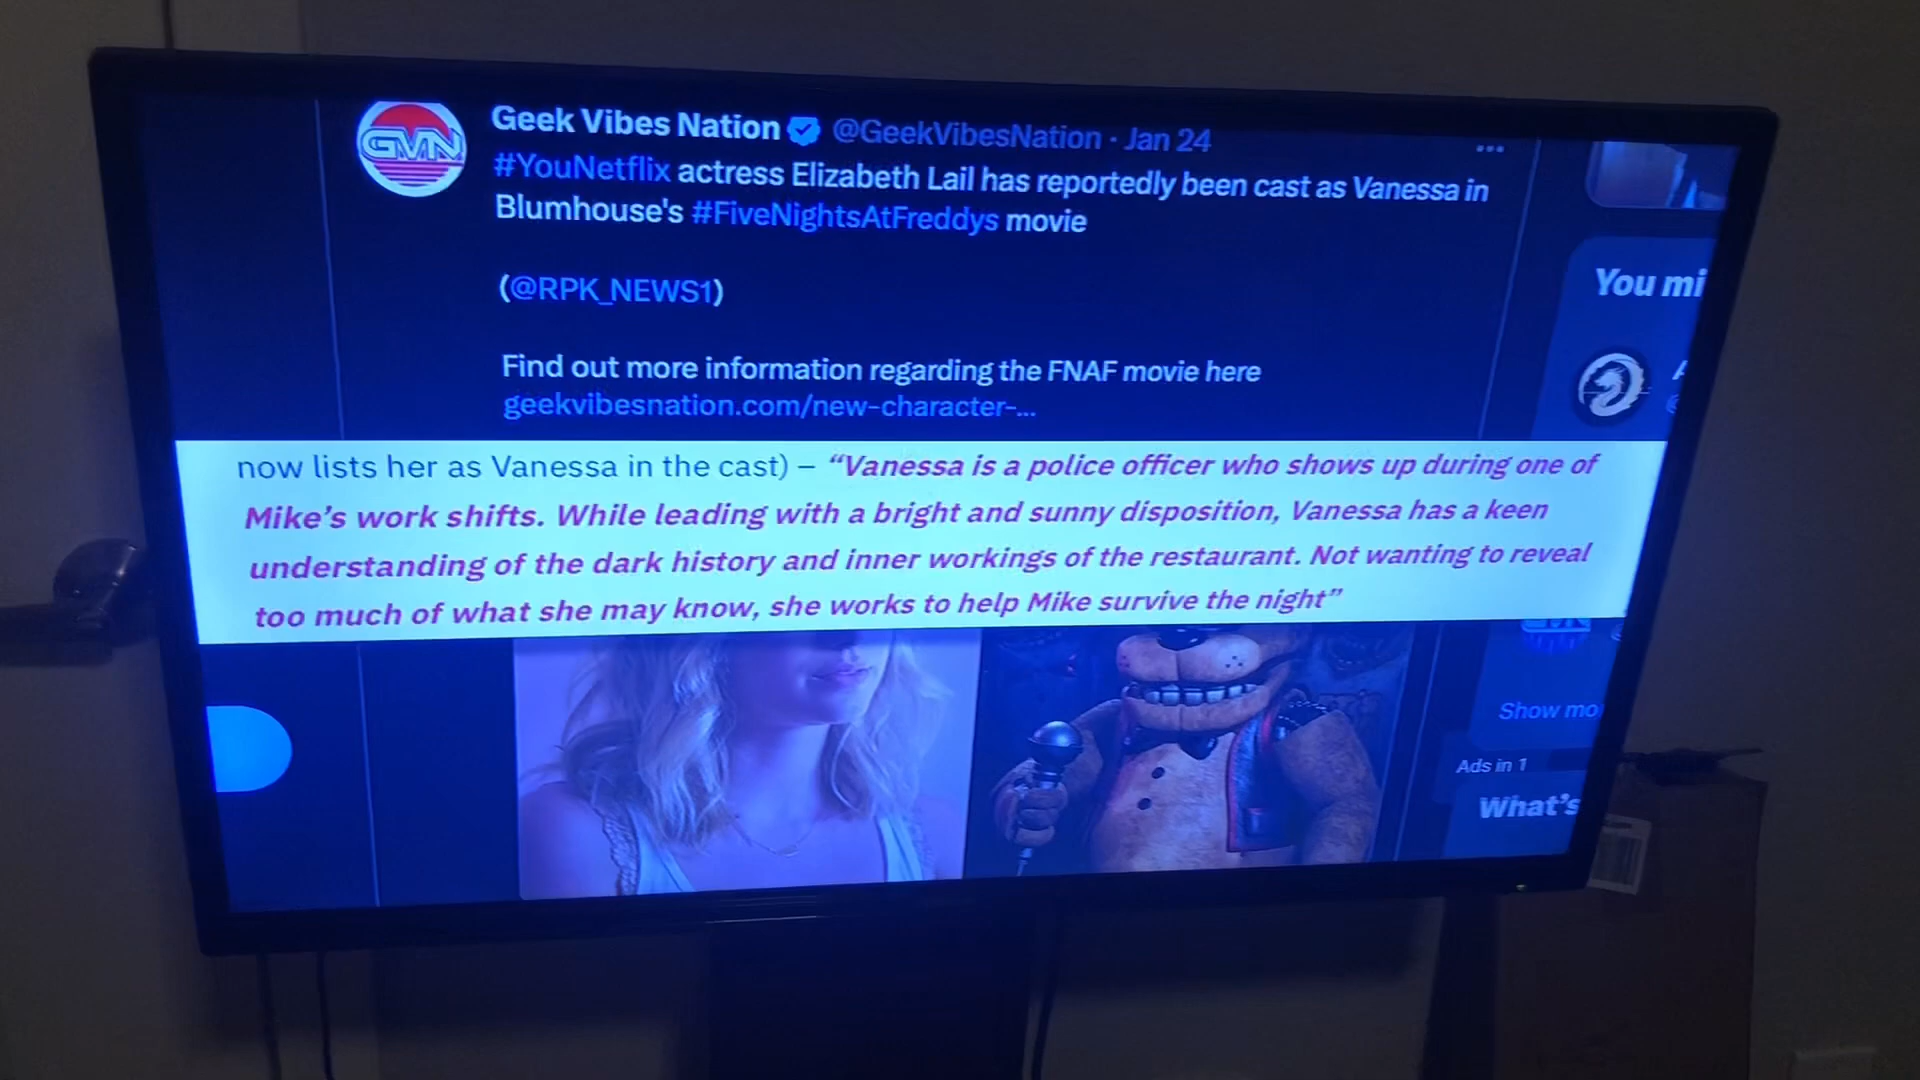 GVN
Geek Vibes Nation @GeekVibesNation · Jan 24
#YouNetflix actress Elizabeth Lail has reportedly been cast as Vanessa in
Blumhouse's #FiveNightsAtFreddys movie
(@RPK_NEWS1)
Find out more information regarding the FNAF movie here
geekvibesnation.com/new-character-...
You mi
now lists her as Vanessa in the cast) – “Vanessa is a police officer who shows up during one of
Mike’s work shifts. While leading with a bright and sunny disposition, Vanessa has a keen
understanding of the dark history and inner workings of the restaurant. Not wanting to reveal
too much of what she may know, she works to help Mike survive the night”
Show mo
Ads in 1
What's